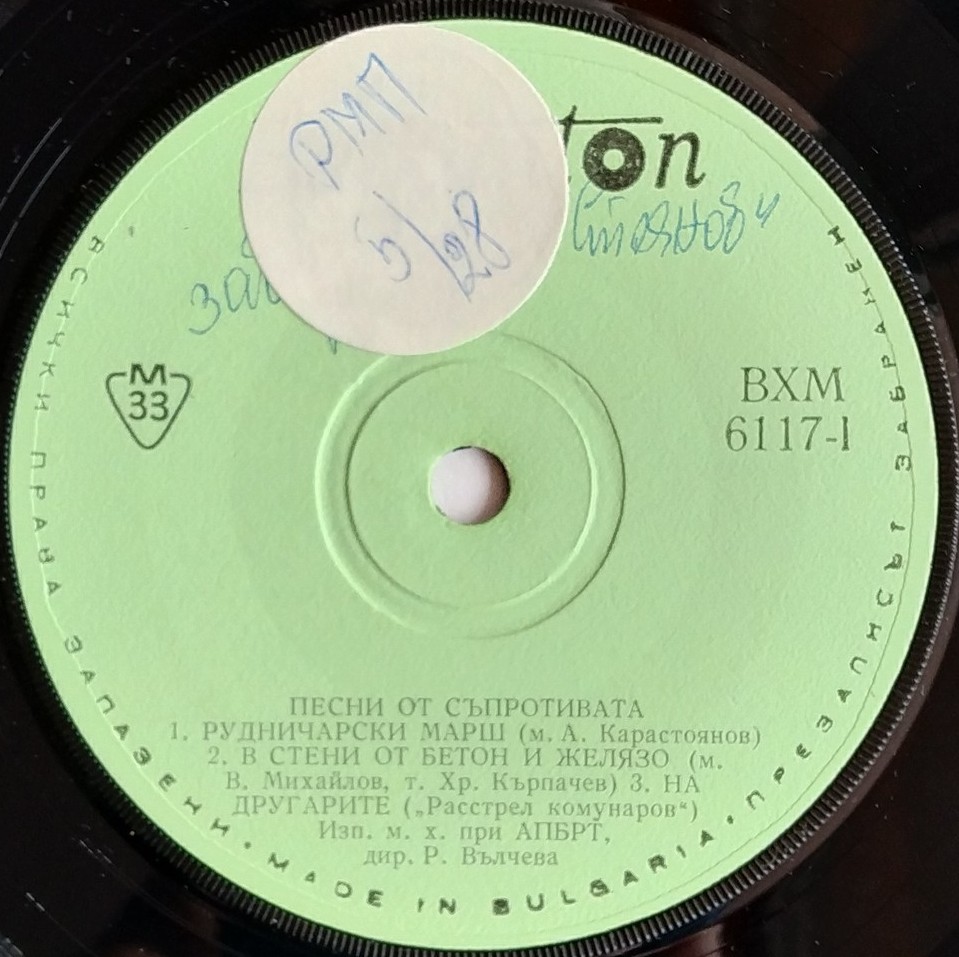 РМП
5/28
M
33
ВХМ
6117-I
ПЕСНИ ОТ СЪПРОТИВАТА
1. РУДНИЧАРСКИ МАРШ (м. А. Карастоянов)
2. В СТЕНИ ОТ БЕТОН И ЖЕЛЯЗО (м.
В. Михайлов, т. Хр. Кърпачев) 3. НА
ДРУГАРИТЕ („Расстрел комунаров“)
Изп. м. х. при АПБРТ,
дир. Р. Вълчева
ВСИЧКИ ПРАВА ЗАПАЗЕНИ • MADE IN BULGARIA • ПРЕЗАПИСЪТ ЗАБРАНЕН